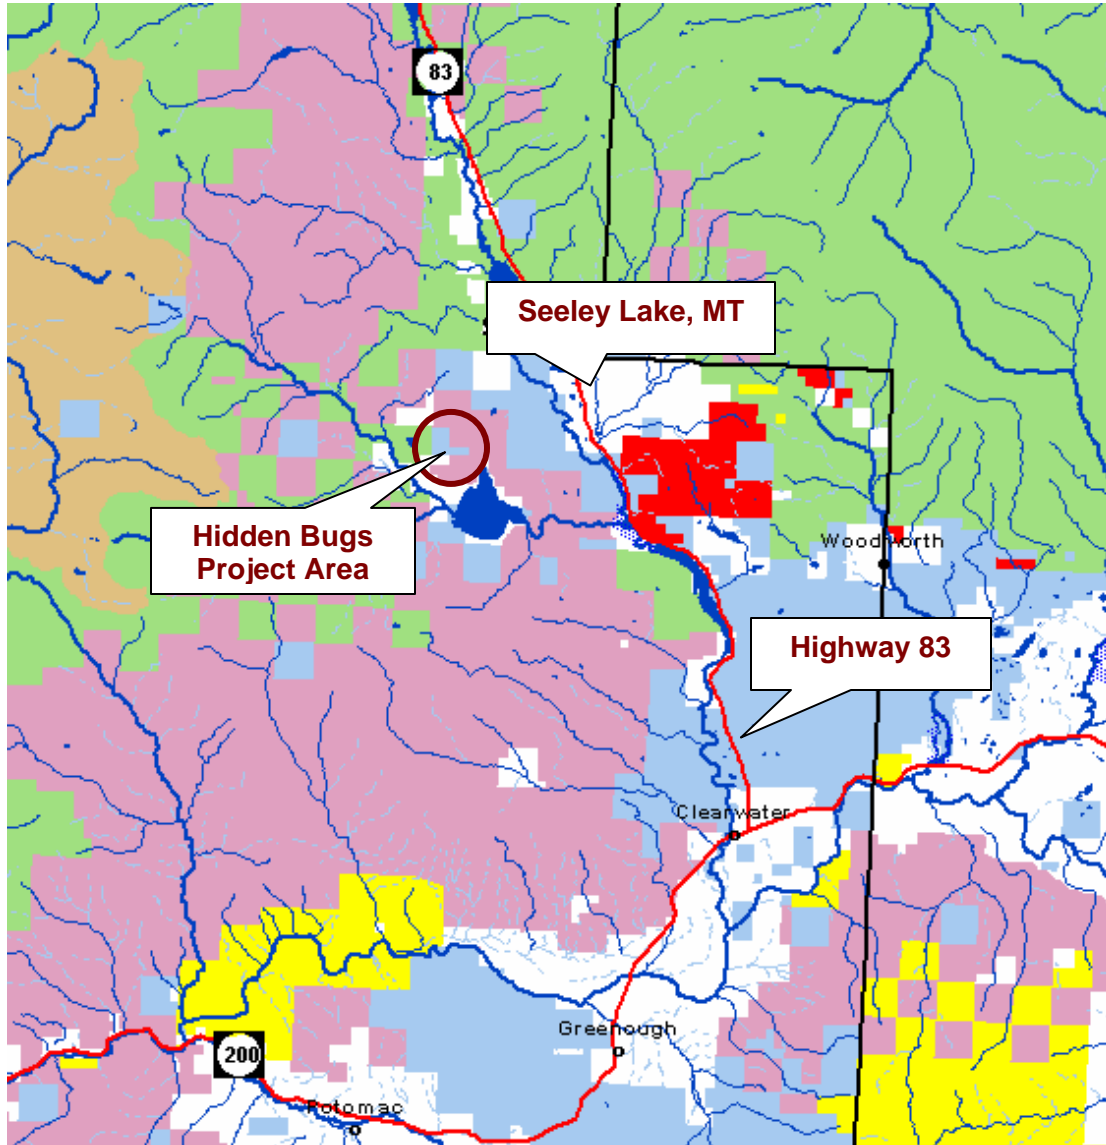 83
Seeley Lake, MT
Hidden Bugs
Project Area
Woodworth
Highway 83
Clearwater
Greenough
200
Potomac